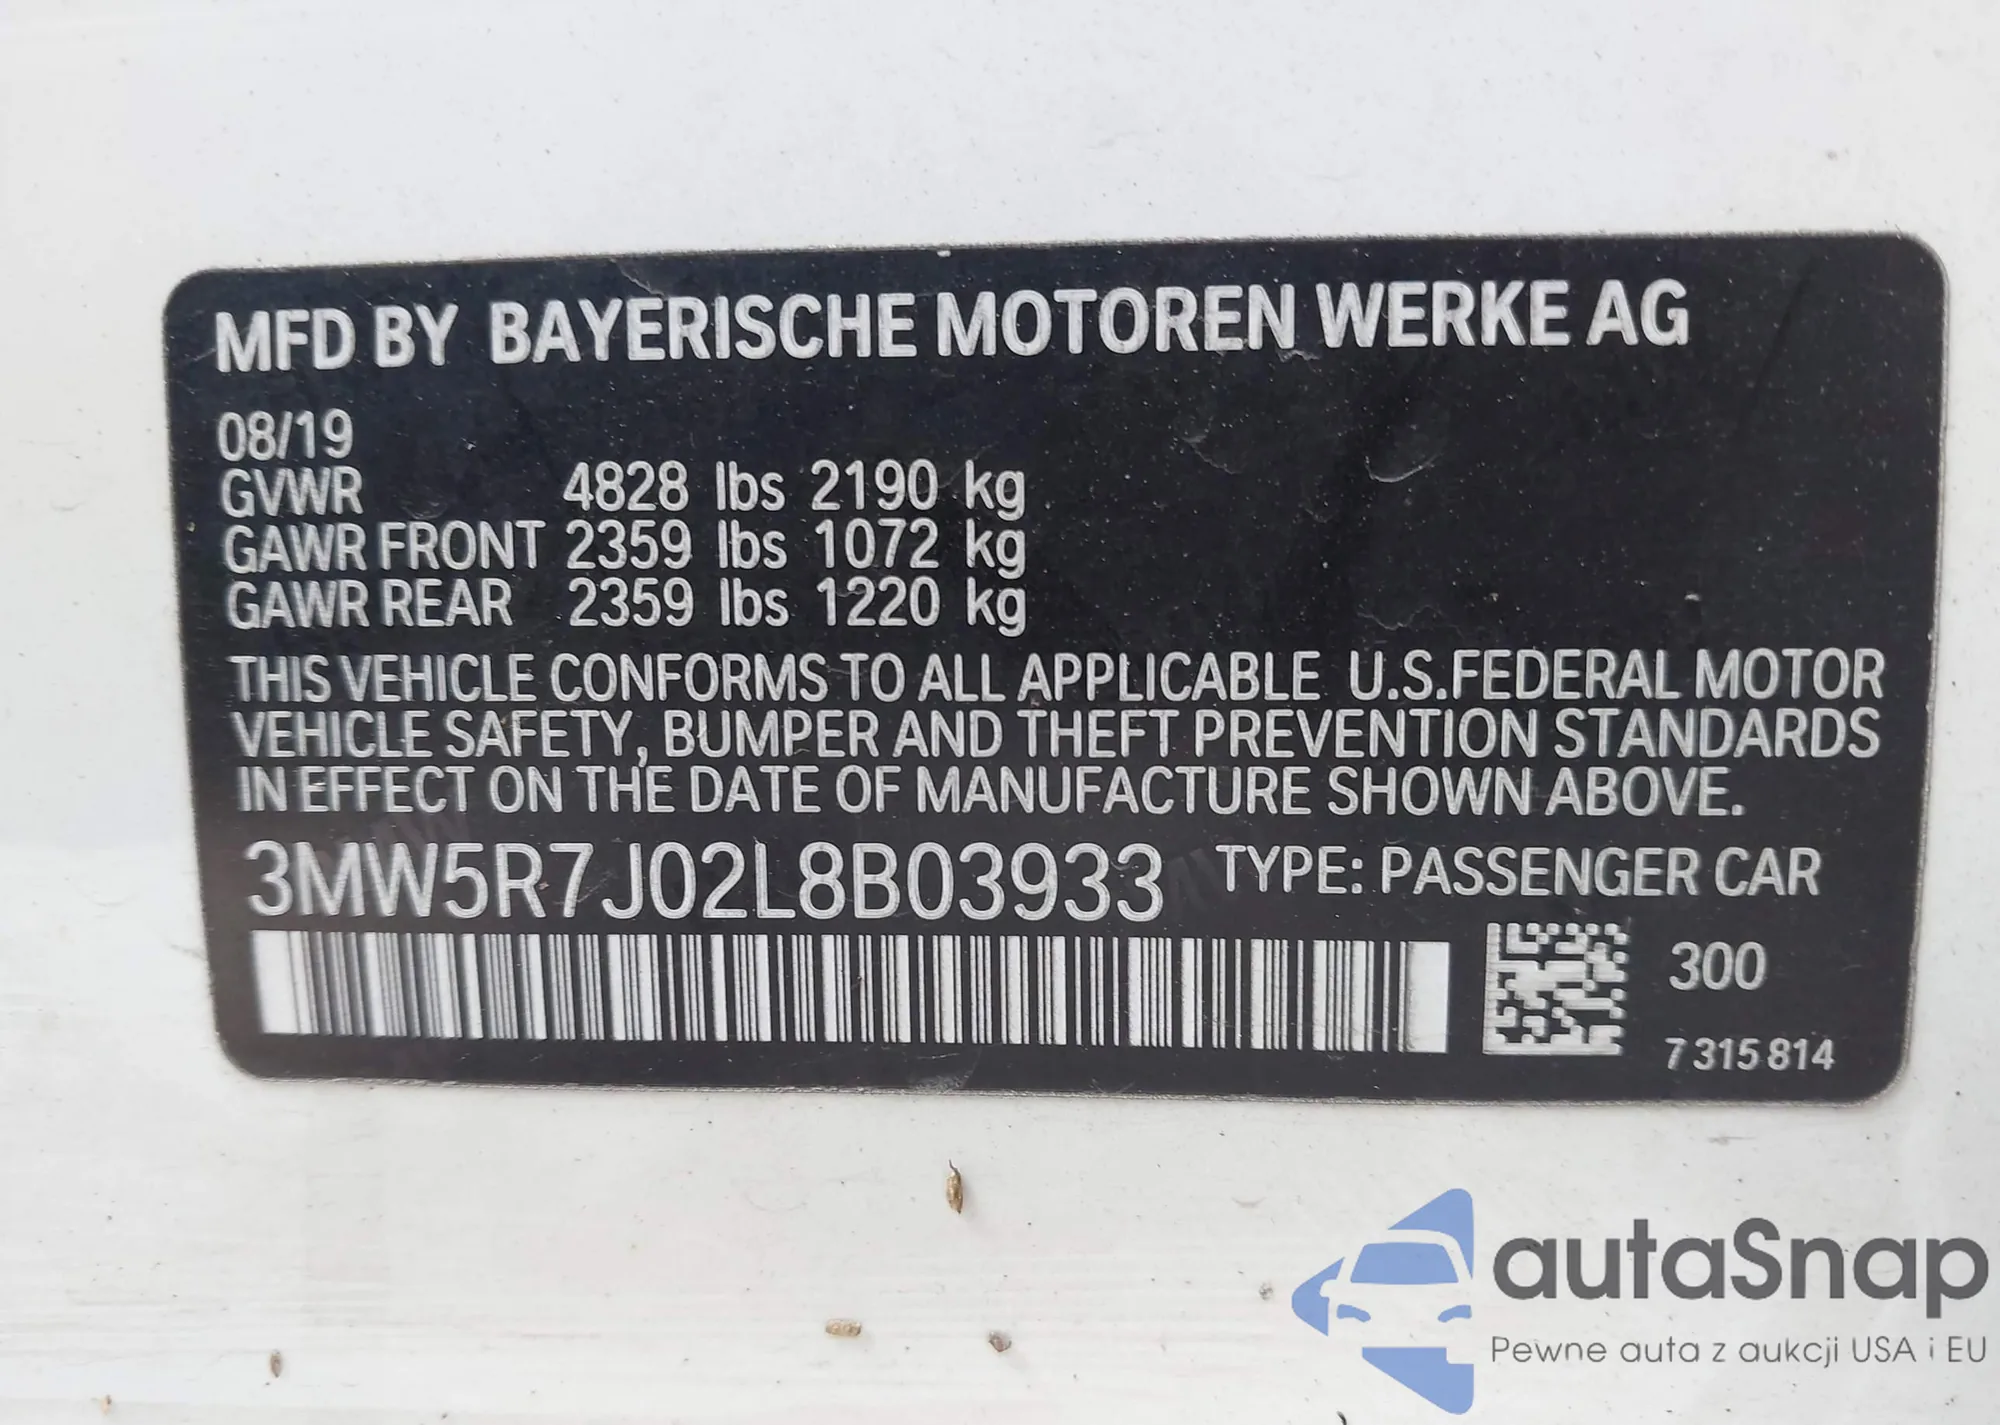 MFD BY BAYERISCHE MOTOREN WERKE AG
08/19
GVWR 4828 lbs 2190 kg
GAWR FRONT 2359 lbs 1072 kg
GAWR REAR 2359 lbs 1220 kg
THIS VEHICLE CONFORMS TO ALL APPLICABLE U.S.FEDERAL MOTOR
VEHICLE SAFETY, BUMPER AND THEFT PREVENTION STANDARDS
IN EFFECT ON THE DATE OF MANUFACTURE SHOWN ABOVE.
3MW5R7J02L8B03933 TYPE: PASSENGER CAR
300
7 315 814
autaSnap
Pewne auta z aukcji USA i EU